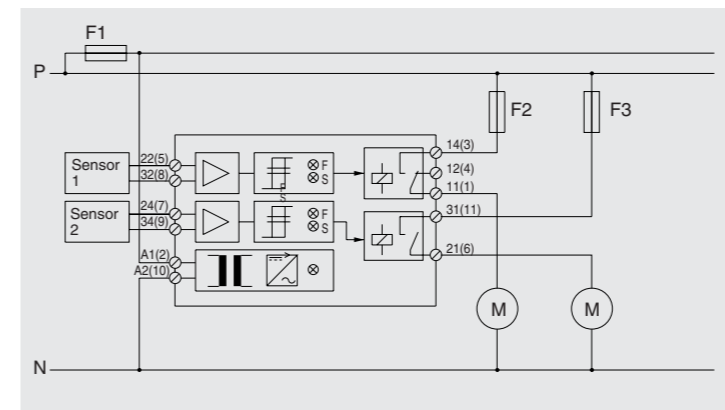 F1
P
F2
F3
14(3)
Sensor
1
22(5)
32(8)
F
S
12(4)
11(1)
P
S
Sensor
2
24(7)
34(9)
F
S
31(11)
A1(2)
A2(10)
21(6)
M
M
N